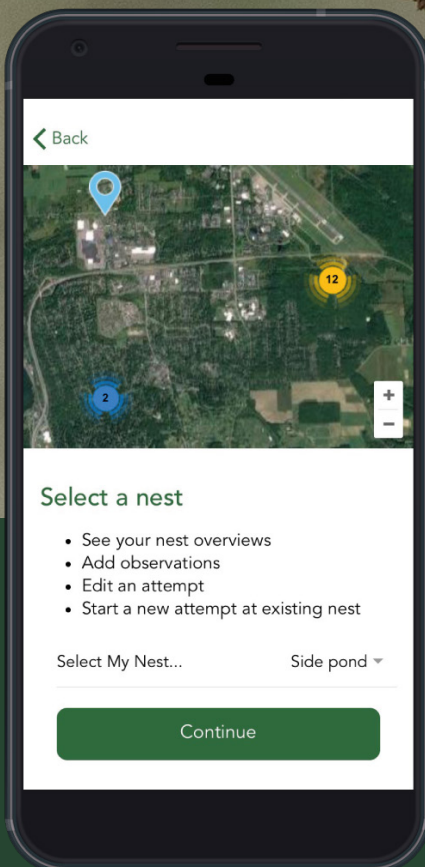 Back
12
2
+
−
Select a nest
• See your nest overviews
• Add observations
• Edit an attempt
• Start a new attempt at existing nest
Select My Nest... Side pond
Continue